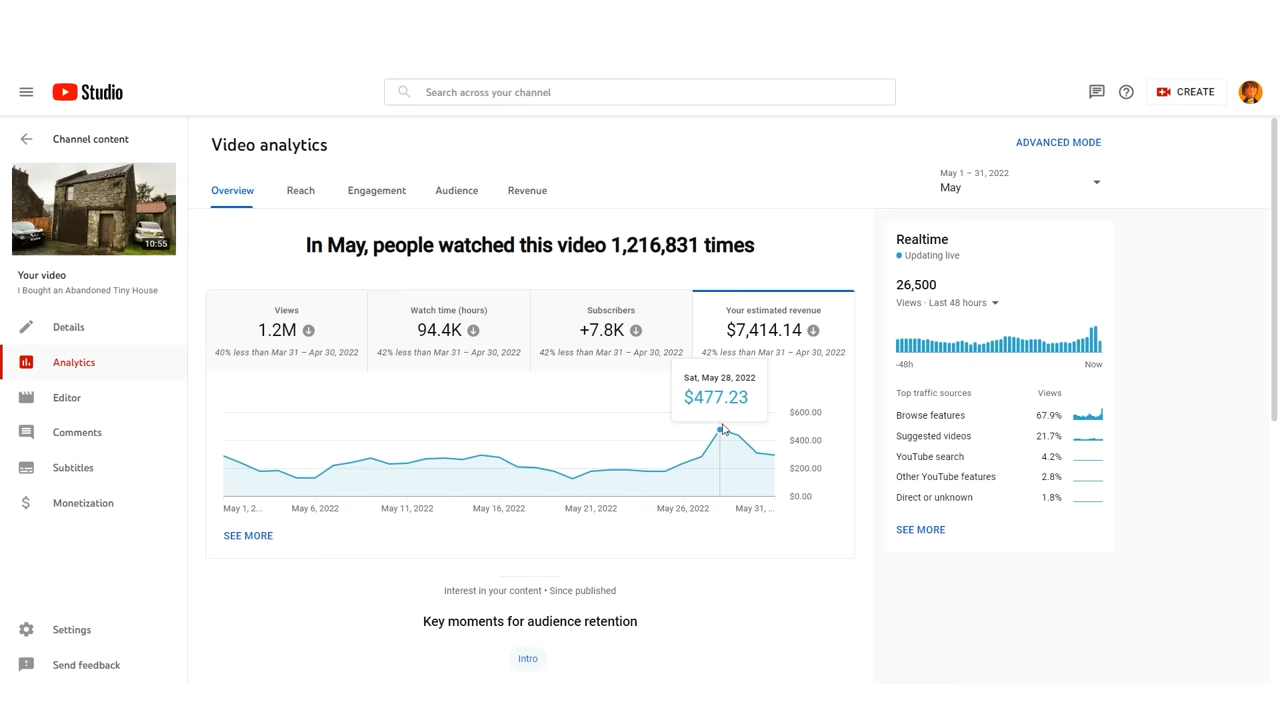 Studio
Search across your channel
CREATE
Channel content
10:55
Your video
I Bought an Abandoned Tiny House
Details
Analytics
Editor
Comments
Subtitles
Monetization
Settings
Send feedback
Video analytics
ADVANCED MODE
Overview
Reach
Engagement
Audience
Revenue
May 1 – 31, 2022
May
In May, people watched this video 1,216,831 times
Views
1.2M
40% less than Mar 31 – Apr 30, 2022
Watch time (hours)
94.4K
42% less than Mar 31 – Apr 30, 2022
Subscribers
+7.8K
42% less than Mar 31 – Apr 30, 2022
Your estimated revenue
$7,414.14
42% less than Mar 31 – Apr 30, 2022
Sat, May 28, 2022
$477.23
$600.00
$400.00
$200.00
$0.00
May 1, 2...
May 6, 2022
May 11, 2022
May 16, 2022
May 21, 2022
May 26, 2022
May 31, ...
SEE MORE
Interest in your content • Since published
Key moments for audience retention
Intro
Realtime
Updating live
26,500
Views · Last 48 hours
-48h
Now
Top traffic sources
Views
Browse features
67.9%
Suggested videos
21.7%
YouTube search
4.2%
Other YouTube features
2.8%
Direct or unknown
1.8%
SEE MORE